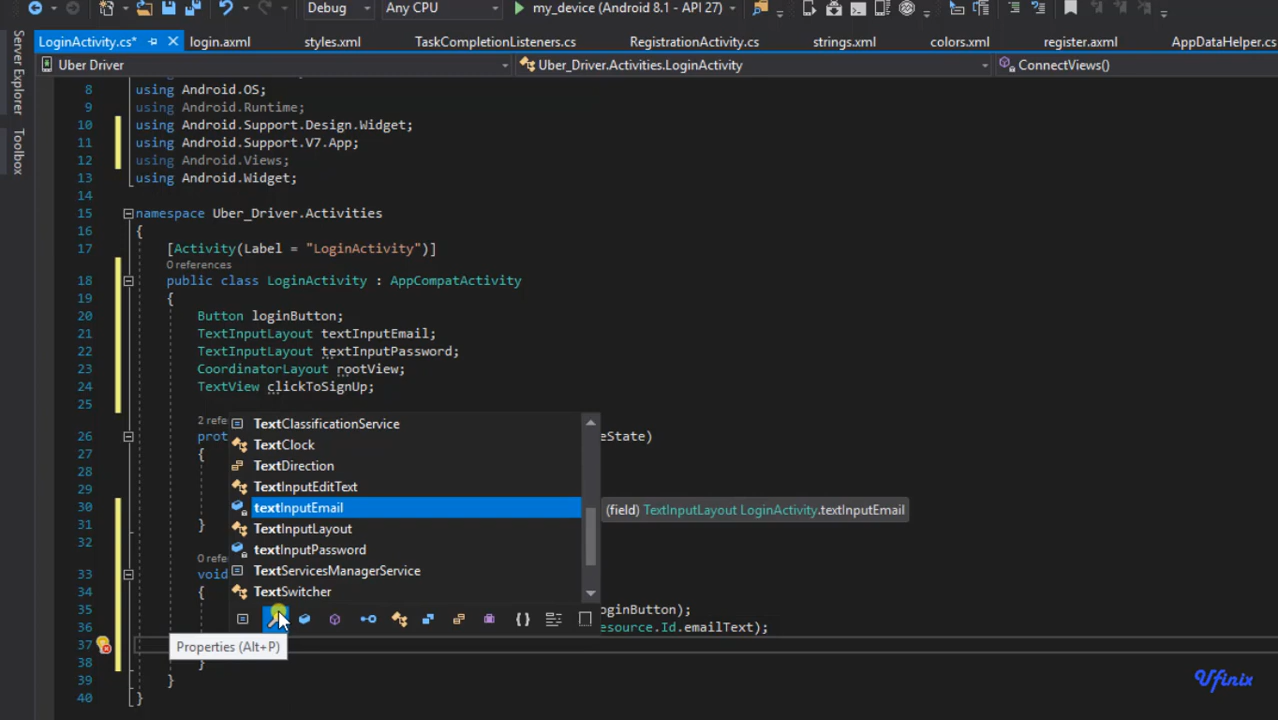 Debug Any CPU my_device (Android 8.1 - API 27)
LoginActivity.cs* login.axml styles.xml TaskCompletionListeners.cs RegistrationActivity.cs strings.xml colors.xml register.axml AppDataHelper.cs
Server Explorer
Toolbox
Uber Driver Uber_Driver.Activities.LoginActivity ConnectViews()
8 using Android.OS;
9 using Android.Runtime;
10 using Android.Support.Design.Widget;
11 using Android.Support.V7.App;
12 using Android.Views;
13 using Android.Widget;
14
15 namespace Uber_Driver.Activities
16 {
17 [Activity(Label = "LoginActivity")]
0 references
18 public class LoginActivity : AppCompatActivity
19 {
20 Button loginButton;
21 TextInputLayout textInputEmail;
22 TextInputLayout textInputPassword;
23 CoordinatorLayout rootView;
24 TextView clickToSignUp;
25
2 refe
26 prot eState)
27 {
28
29
30
31 }
32
0 refe
33 void
34 {
35 oginButton);
36 esource.Id.emailText);
37
38 }
39 }
40 }
TextClassificationService
TextClock
TextDirection
TextInputEditText
textInputEmail
TextInputLayout
textInputPassword
TextServicesManagerService
TextSwitcher
(field) TextInputLayout LoginActivity.textInputEmail
Properties (Alt+P)
Ufinix